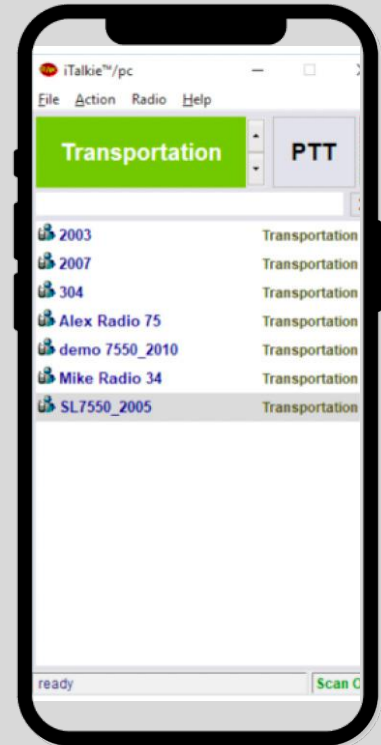 iTalkie™/pc
File Action Radio Help
Transportation PTT
2003 Transportation
2007 Transportation
304 Transportation
Alex Radio 75 Transportation
demo 7550_2010 Transportation
Mike Radio 34 Transportation
SL7550_2005 Transportation
ready Scan